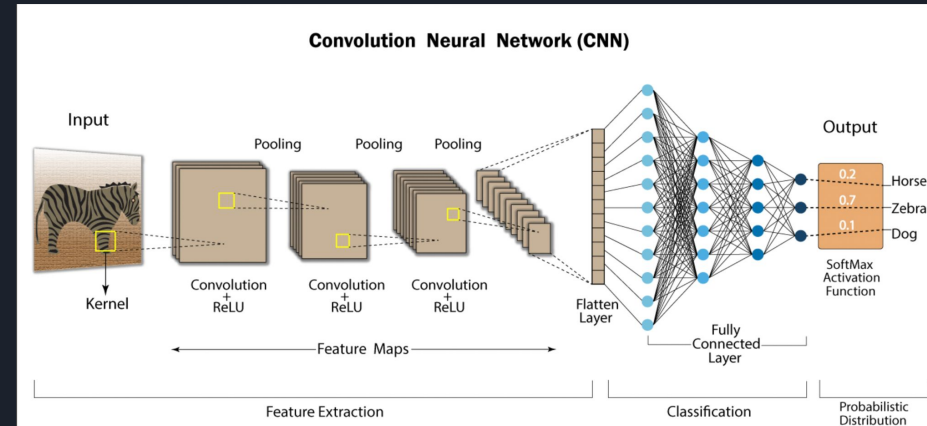 Convolution Neural Network (CNN)
Input
Pooling
Pooling
Pooling
Output
0.2
Horse
0.7
Zebra
0.1
Dog
Kernel
Convolution
+
ReLU
Convolution
+
ReLU
Convolution
+
ReLU
Flatten
Layer
SoftMax
Activation
Function
Fully
Connected
Layer
Feature Maps
Feature Extraction
Classification
Probabilistic
Distribution